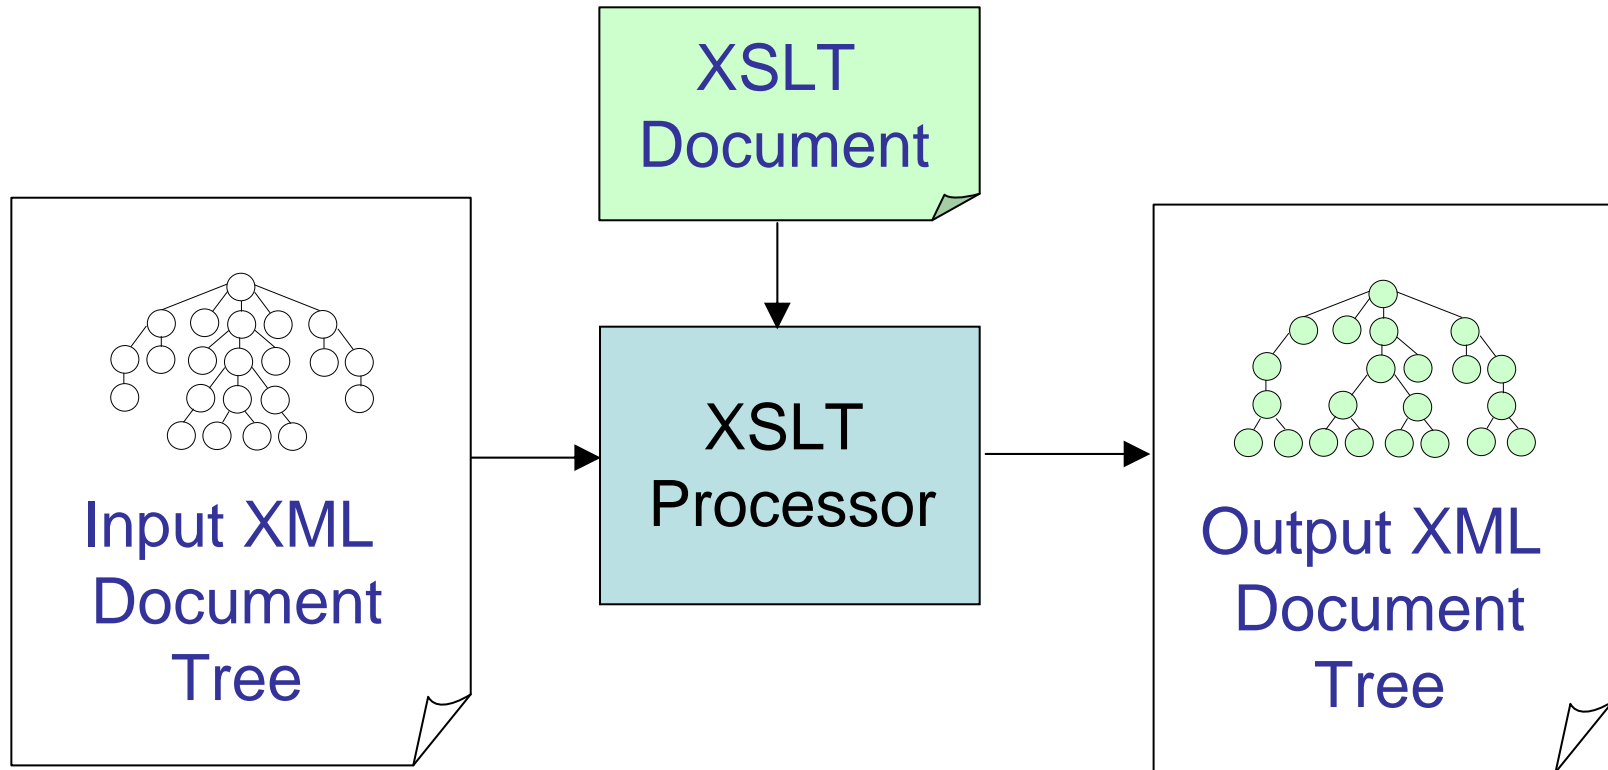 XSLT
Document
Input XML
Document
Tree
XSLT
Processor
Output XML
Document
Tree